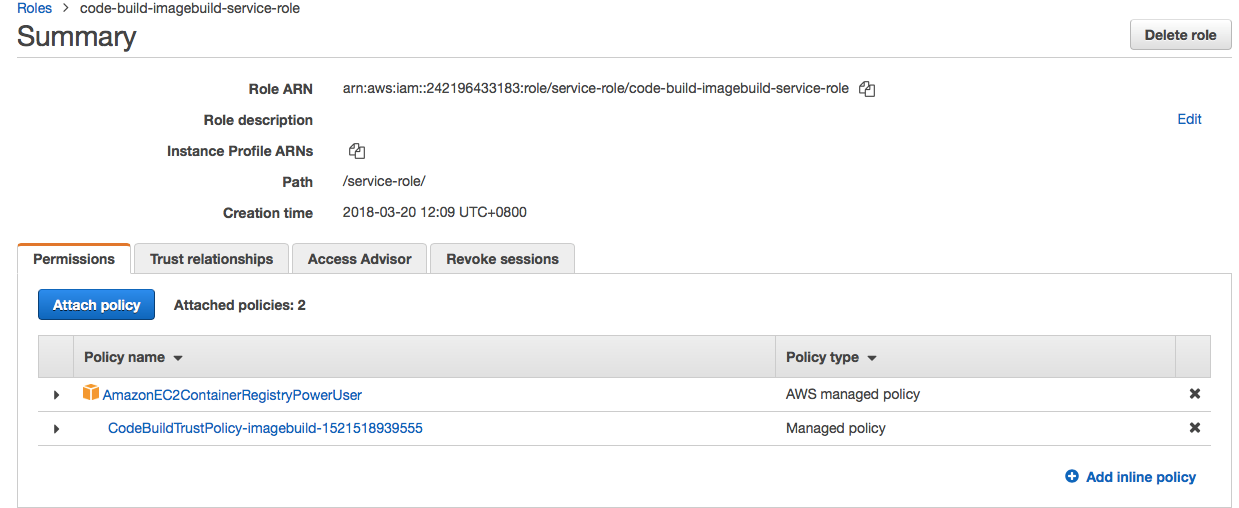 Roles > code-build-imagebuild-service-role
Summary
Delete role
Role ARN arn:aws:iam::242196433183:role/service-role/code-build-imagebuild-service-role
Role description Edit
Instance Profile ARNs
Path /service-role/
Creation time 2018-03-20 12:09 UTC+0800
Permissions Trust relationships Access Advisor Revoke sessions
Attach policy Attached policies: 2
Policy name Policy type
AmazonEC2ContainerRegistryPowerUser AWS managed policy
CodeBuildTrustPolicy-imagebuild-1521518939555 Managed policy
Add inline policy